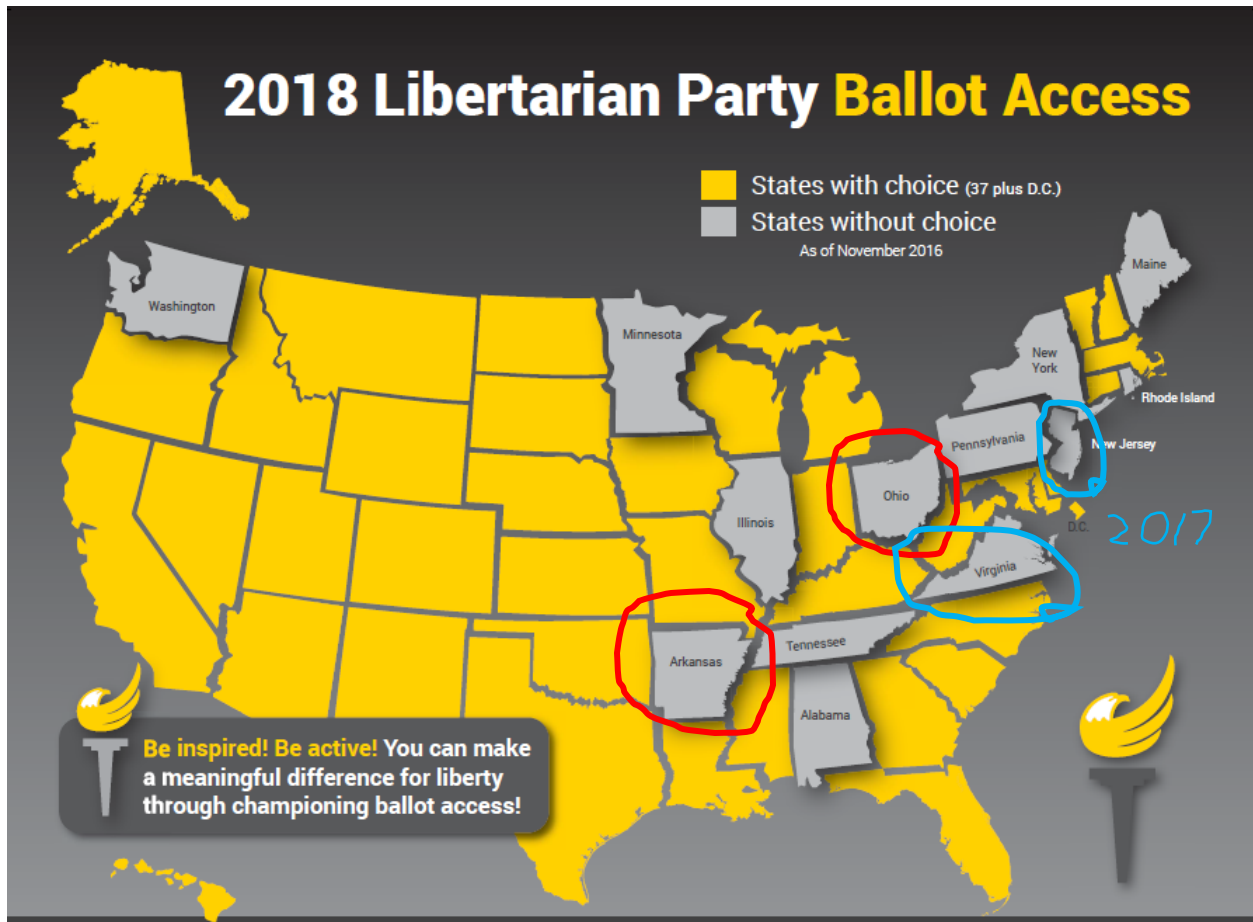 2018 Libertarian Party Ballot Access
States with choice (37 plus D.C.)
States without choice
As of November 2016
Washington
Minnesota
Maine
New
York
Rhode Island
Pennsylvania
New Jersey
Ohio
Illinois
D.C.
2017
Virginia
Tennessee
Arkansas
Alabama
Be inspired! Be active! You can make
a meaningful difference for liberty
through championing ballot access!